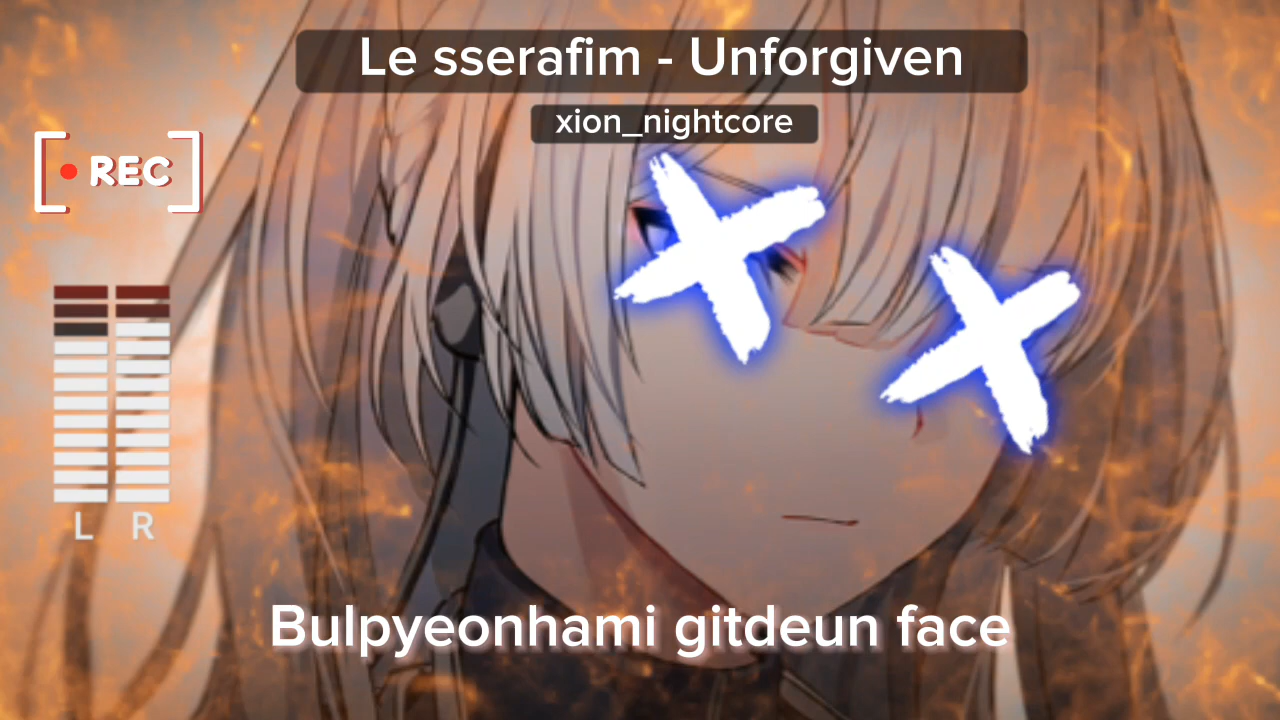 Le sserafim - Unforgiven
xion_nightcore
REC
L R
Bulpyeonhami gitdeun face